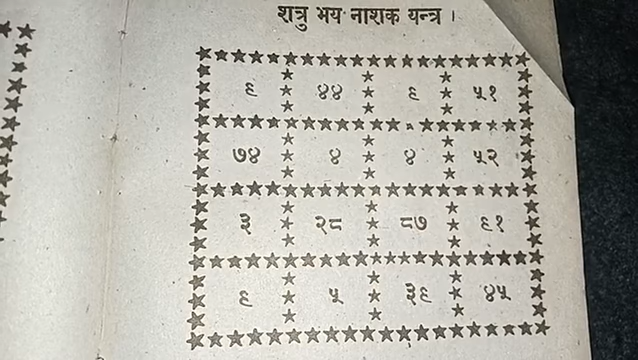 शत्रु भय नाशक यन्त्र ।
६ ४४ ६ ५१
७४ ४ ४ ५२
३ २८ ८७ ६१
६ ५ ३६ ४५